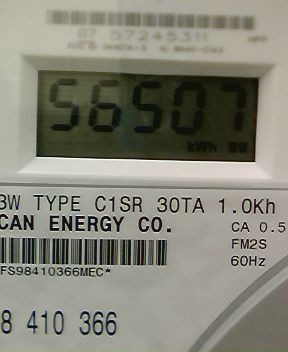 07 57245311
56507
kWh
3W TYPE C1SR 30TA 1.0Kh
CAN ENERGY CO.
CA 0.5
FM2S
60Hz
FS98410366MEC*
8 410 366